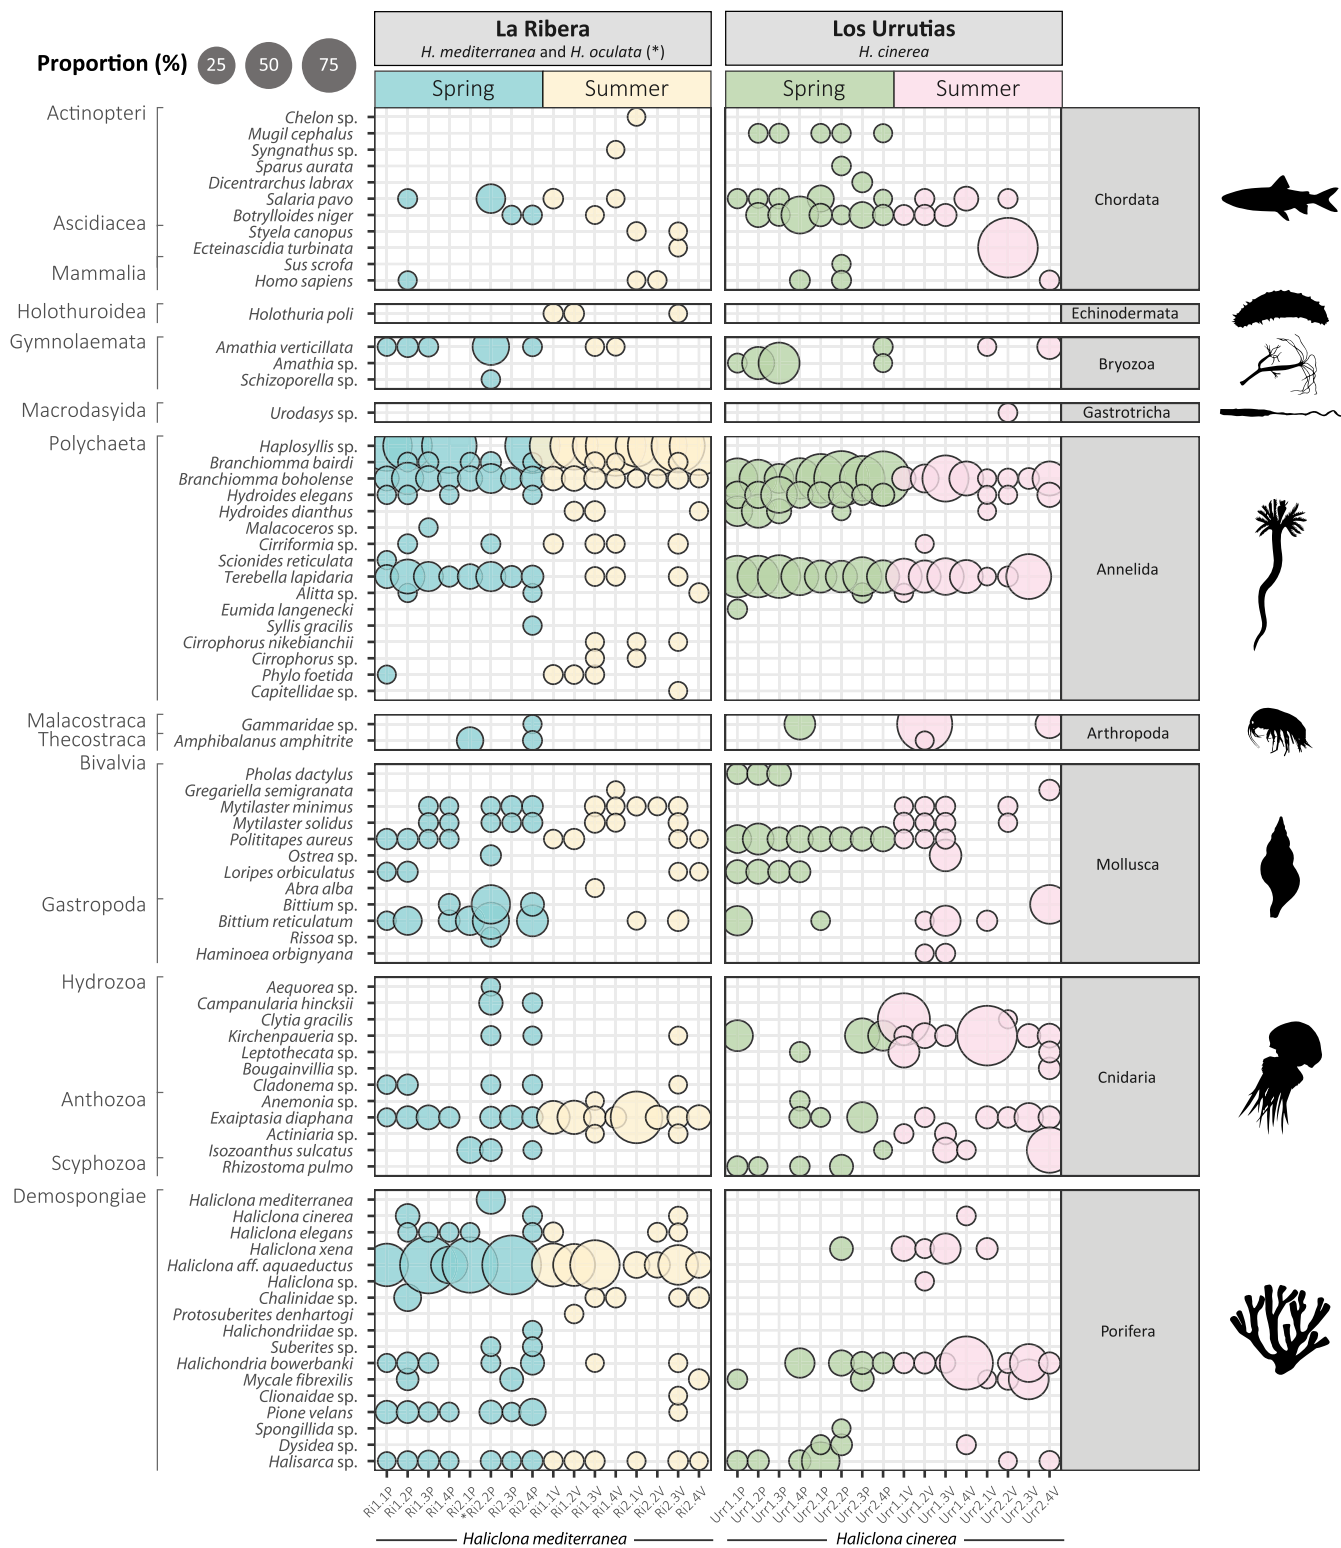 La Ribera
H. mediterranea and H. oculata (*)
Los Urrutias
H. cinerea
Proportion (%) 25 50 75
Spring Summer Spring Summer
Actinopteri
Chelon sp.
Mugil cephalus
Syngnathus sp.
Sparus aurata
Dicentrarchus labrax
Salaria pavo
Chordata
Ascidiacea
Botrylloides niger
Styela canopus
Ecteinascidia turbinata
Mammalia
Sus scrofa
Homo sapiens
Holothuroidea
Holothuria poli
Echinodermata
Gymnolaemata
Amathia verticillata
Amathia sp.
Bryozoa
Schizoporella sp.
Macrodasyida
Urodasys sp.
Gastrotricha
Polychaeta
Haplosyllis sp.
Branchiomma bairdi
Branchiomma boholense
Hydroides elegans
Hydroides dianthus
Malacoceros sp.
Cirriformia sp.
Scionides reticulata
Terebella lapidaria
Annelida
Alitta sp.
Eumida langenecki
Syllis gracilis
Cirrophorus nikebianchii
Cirrophorus sp.
Phylo foetida
Capitellidae sp.
Malacostraca
Gammaridae sp.
Arthropoda
Thecostraca
Amphibalanus amphitrite
Bivalvia
Pholas dactylus
Gregariella semigranata
Mytilaster minimus
Mytilaster solidus
Polititapes aureus
Ostrea sp.
Mollusca
Loripes orbiculatus
Abra alba
Gastropoda
Bittium sp.
Bittium reticulatum
Rissoa sp.
Haminoea orbignyana
Hydrozoa
Aequorea sp.
Campanularia hincksii
Clytia gracilis
Kirchenpaueria sp.
Leptothecata sp.
Bougainvillia sp.
Cnidaria
Cladonema sp.
Anthozoa
Anemonia sp.
Exaiptasia diaphana
Actiniaria sp.
Isozoanthus sulcatus
Scyphozoa
Rhizostoma pulmo
Demospongiae
Haliclona mediterranea
Haliclona cinerea
Haliclona elegans
Haliclona xena
Haliclona aff. aquaeductus
Haliclona sp.
Chalinidae sp.
Protosuberites denhartogi
Halichondriidae sp.
Porifera
Suberites sp.
Halichondria bowerbanki
Mycale fibrexilis
Clionaidae sp.
Pione velans
Spongillida sp.
Dysidea sp.
Halisarca sp.
Ri1.1P Ri1.2P Ri1.3P Ri1.4P Ri2.1P *Ri2.2P Ri2.3P Ri2.4P Ri1.1V Ri1.2V Ri1.3V Ri1.4V Ri2.1V Ri2.2V Ri2.3V Ri2.4V Urr1.1P Urr1.2P Urr1.3P Urr1.4P Urr2.1P Urr2.2P Urr2.3P Urr2.4P Urr1.1V Urr1.2V Urr1.3V Urr1.4V Urr2.1V Urr2.2V Urr2.3V Urr2.4V
Haliclona mediterranea
Haliclona cinerea